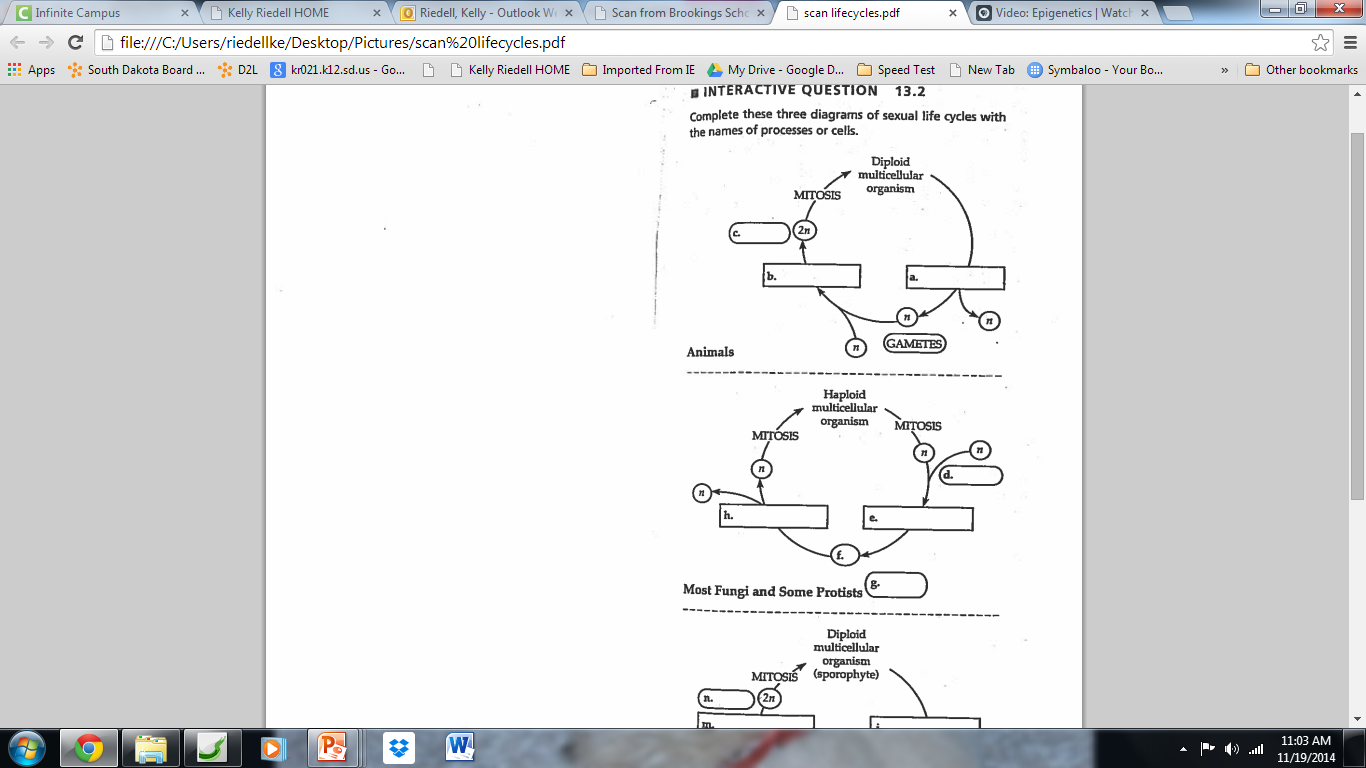 Infinite Campus
Kelly Riedell HOME
Riedell, Kelly - Outlook W
Scan from Brookings Scho
scan lifecycles.pdf
Video: Epigenetics | Watch
file:///C:/Users/riedellke/Desktop/Pictures/scan%20lifecycles.pdf
Apps
South Dakota Board ...
D2L
kr021.k12.sd.us - Go...
Kelly Riedell HOME
Imported From IE
My Drive - Google D...
Speed Test
New Tab
Symbaloo - Your Bo...
»
Other bookmarks
INTERACTIVE QUESTION 13.2
Complete these three diagrams of sexual life cycles with
the names of processes or cells.
Diploid
multicellular
organism
MITOSIS
c.
2n
b.
a.
n
n
n
GAMETES
Animals
Haploid
multicellular
organism
MITOSIS
MITOSIS
n
n
n
d.
n
h.
e.
f.
g.
Most Fungi and Some Protists
Diploid
multicellular
organism
(sporophyte)
MITOSIS
n.
2n
m.
11:03 AM
11/19/2014